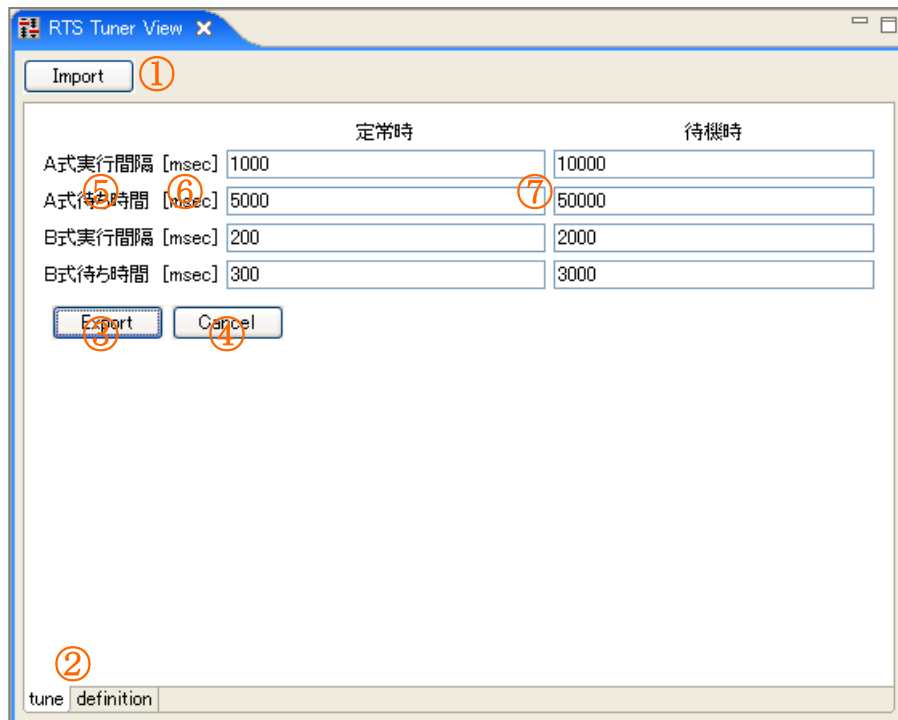 RTS Tuner View
Import ①
定常時 待機時
A式実行間隔 [msec] 1000 10000
⑤ ⑥ ⑦
A式待ち時間 [msec] 5000 50000
B式実行間隔 [msec] 200 2000
B式待ち時間 [msec] 300 3000
Export Cancel
③ ④
②
tune definition